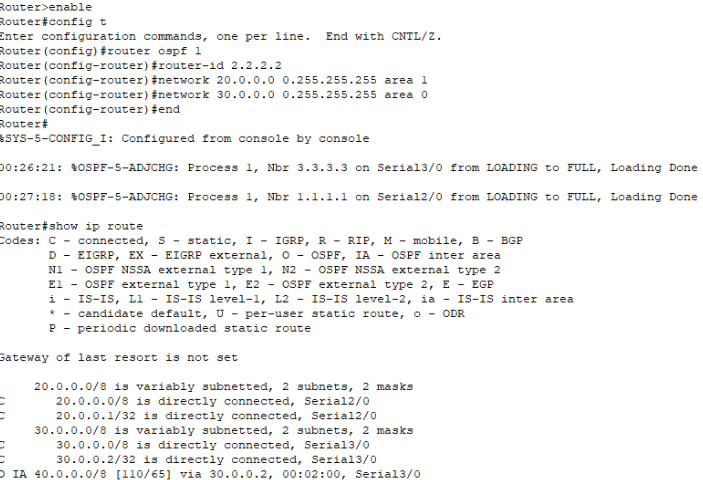 Router>enable
Router#config t
Enter configuration commands, one per line.  End with CNTL/Z.
Router(config)#router ospf 1
Router(config-router)#router-id 2.2.2.2
Router(config-router)#network 20.0.0.0 0.255.255.255 area 1
Router(config-router)#network 30.0.0.0 0.255.255.255 area 0
Router(config-router)#end
Router#
%SYS-5-CONFIG_I: Configured from console by console
00:26:21: %OSPF-5-ADJCHG: Process 1, Nbr 3.3.3.3 on Serial3/0 from LOADING to FULL, Loading Done
00:27:18: %OSPF-5-ADJCHG: Process 1, Nbr 1.1.1.1 on Serial2/0 from LOADING to FULL, Loading Done
Router#show ip route
Codes: C - connected, S - static, I - IGRP, R - RIP, M - mobile, B - BGP
       D - EIGRP, EX - EIGRP external, O - OSPF, IA - OSPF inter area
       N1 - OSPF NSSA external type 1, N2 - OSPF NSSA external type 2
       E1 - OSPF external type 1, E2 - OSPF external type 2, E - EGP
       i - IS-IS, L1 - IS-IS level-1, L2 - IS-IS level-2, ia - IS-IS inter area
       * - candidate default, U - per-user static route, o - ODR
       P - periodic downloaded static route
Gateway of last resort is not set
     20.0.0.0/8 is variably subnetted, 2 subnets, 2 masks
C       20.0.0.0/8 is directly connected, Serial2/0
C       20.0.0.1/32 is directly connected, Serial2/0
     30.0.0.0/8 is variably subnetted, 2 subnets, 2 masks
C       30.0.0.0/8 is directly connected, Serial3/0
C       30.0.0.2/32 is directly connected, Serial3/0
O IA 40.0.0.0/8 [110/65] via 30.0.0.2, 00:02:00, Serial3/0